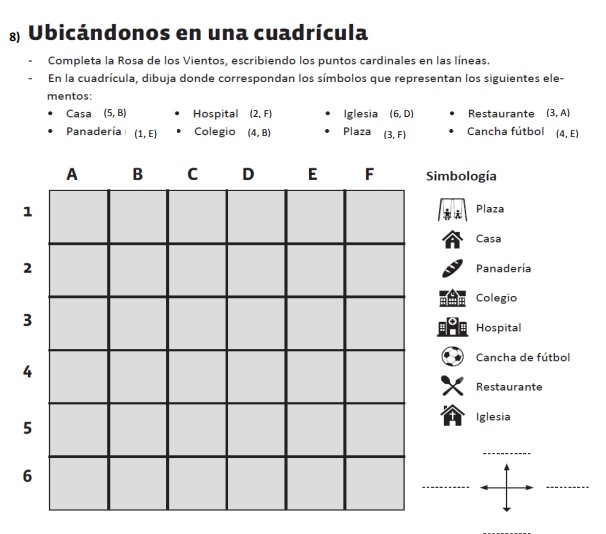 8) Ubicándonos en una cuadrícula
- Completa la Rosa de los Vientos, escribiendo los puntos cardinales en las líneas.
- En la cuadrícula, dibuja donde correspondan los símbolos que representan los siguientes ele-
mentos:
• Casa (5, B) • Hospital (2, F) • Iglesia (6, D) • Restaurante (3, A)
• Panadería (1, E) • Colegio (4, B) • Plaza (3, F) • Cancha fútbol (4, E)
A B C D E F
Simbología
1
2
3
4
5
6
Plaza
Casa
Panadería
Colegio
Hospital
Cancha de fútbol
Restaurante
Iglesia